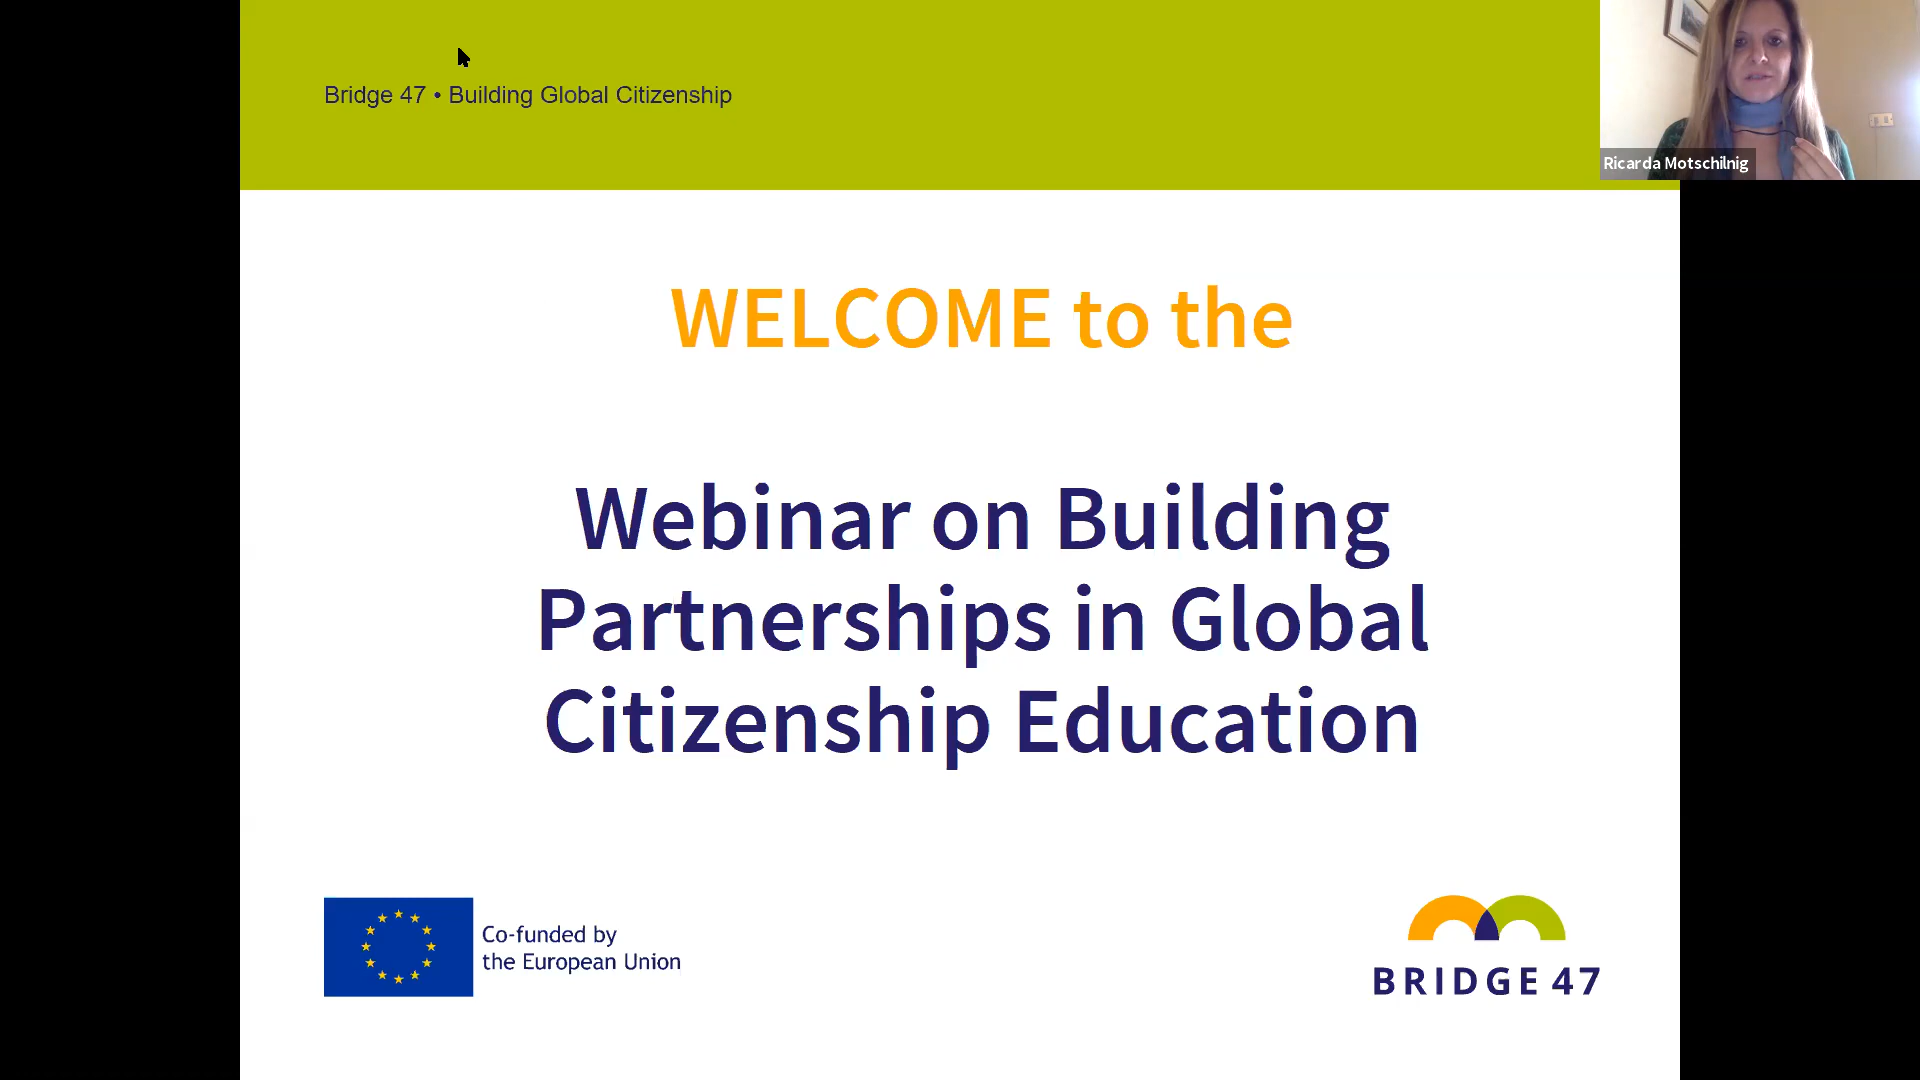 Bridge 47 • Building Global Citizenship
Ricarda Motschilnig
WELCOME to the
Webinar on Building
Partnerships in Global
Citizenship Education
Co-funded by
the European Union
BRIDGE 47